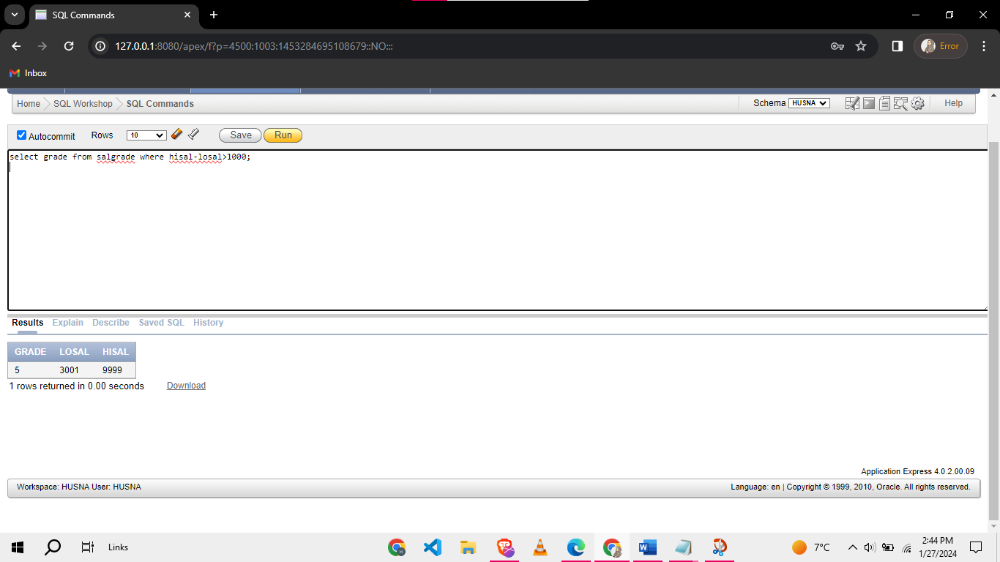 SQL Commands
127.0.0.1:8080/apex/f?p=4500:1003:1453284695108679::NO:::
Error
Inbox
Home SQL Workshop SQL Commands
Schema HUSNA Help
Autocommit Rows 10 Save Run
select grade from salgrade where hisal-losal>1000;
Results Explain Describe Saved SQL History
GRADE LOSAL HISAL
5 3001 9999
1 rows returned in 0.00 seconds Download
Application Express 4.0.2.00.09
Workspace: HUSNA User: HUSNA
Language: en | Copyright © 1999, 2010, Oracle. All rights reserved.
Links
7°C
2:44 PM
1/27/2024